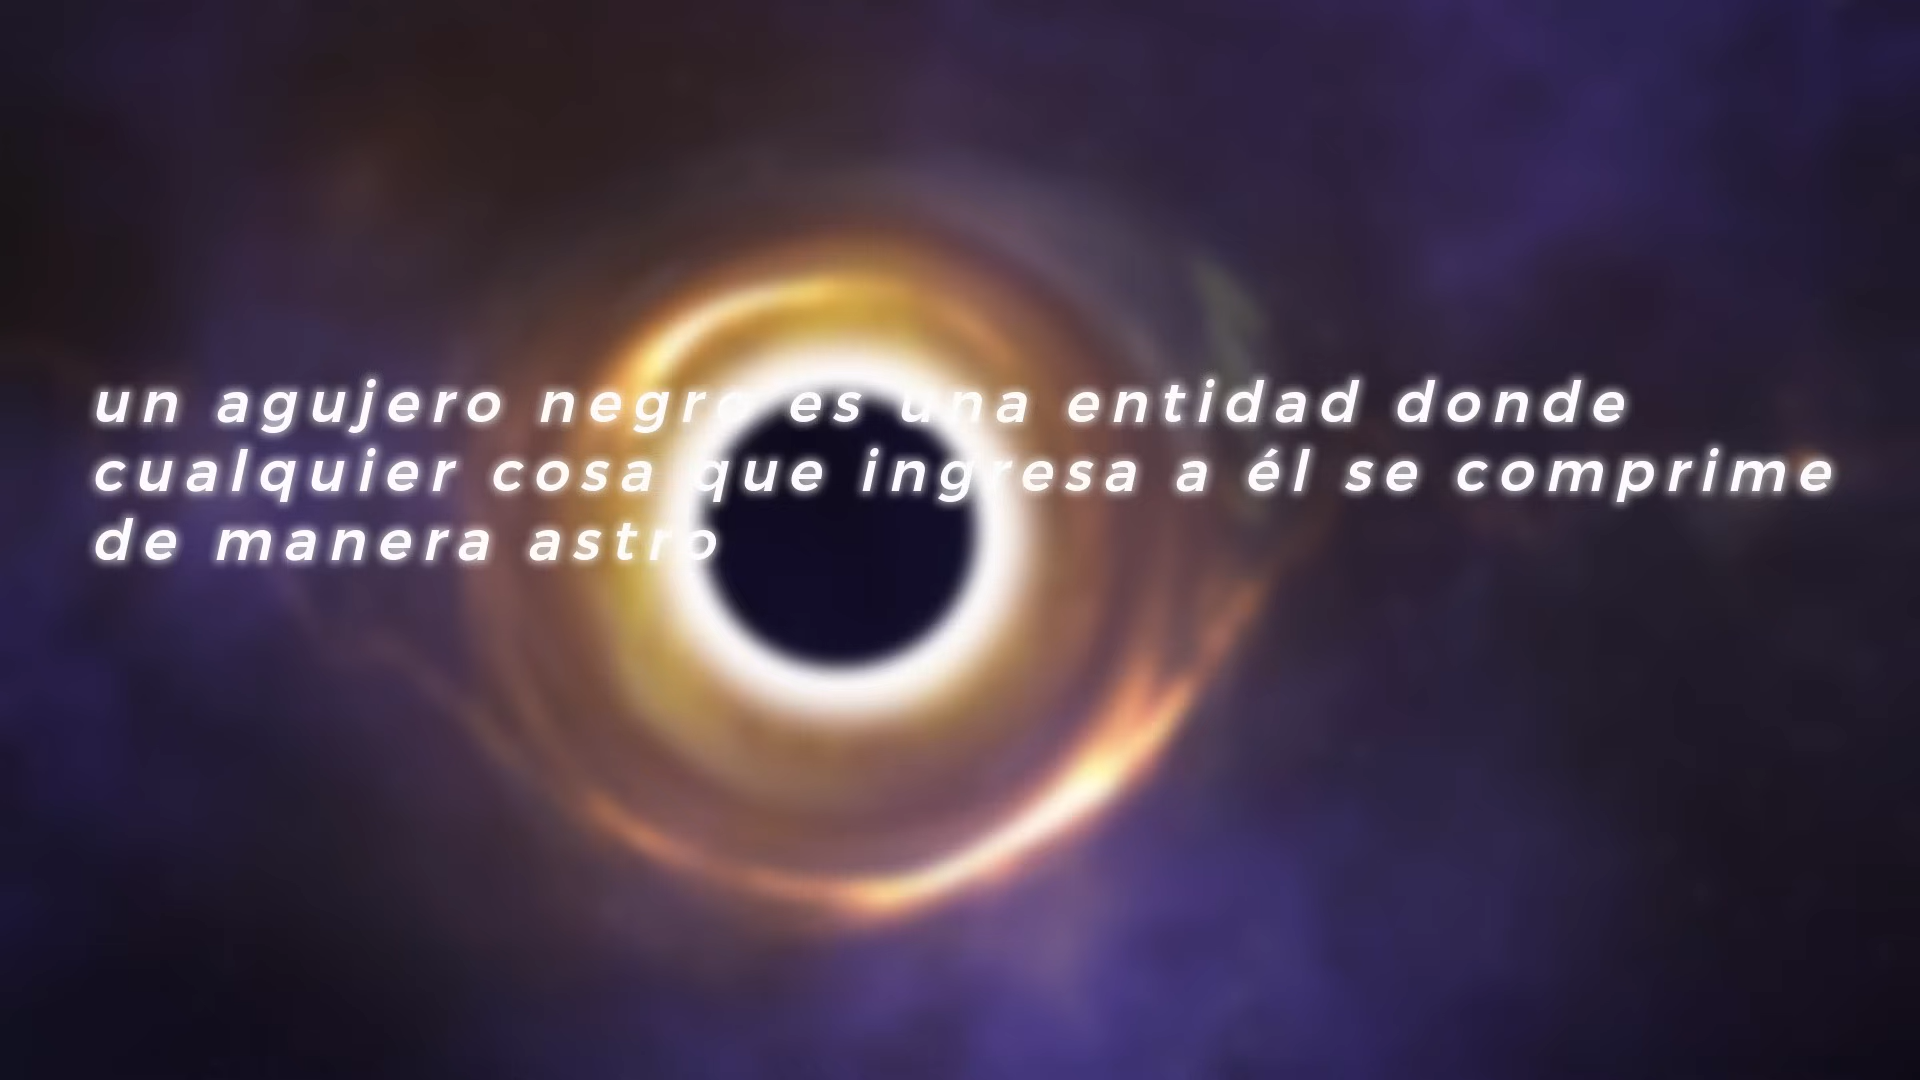 un agujero negro es una entidad donde
cualquier cosa que ingresa a él se comprime
de manera astro